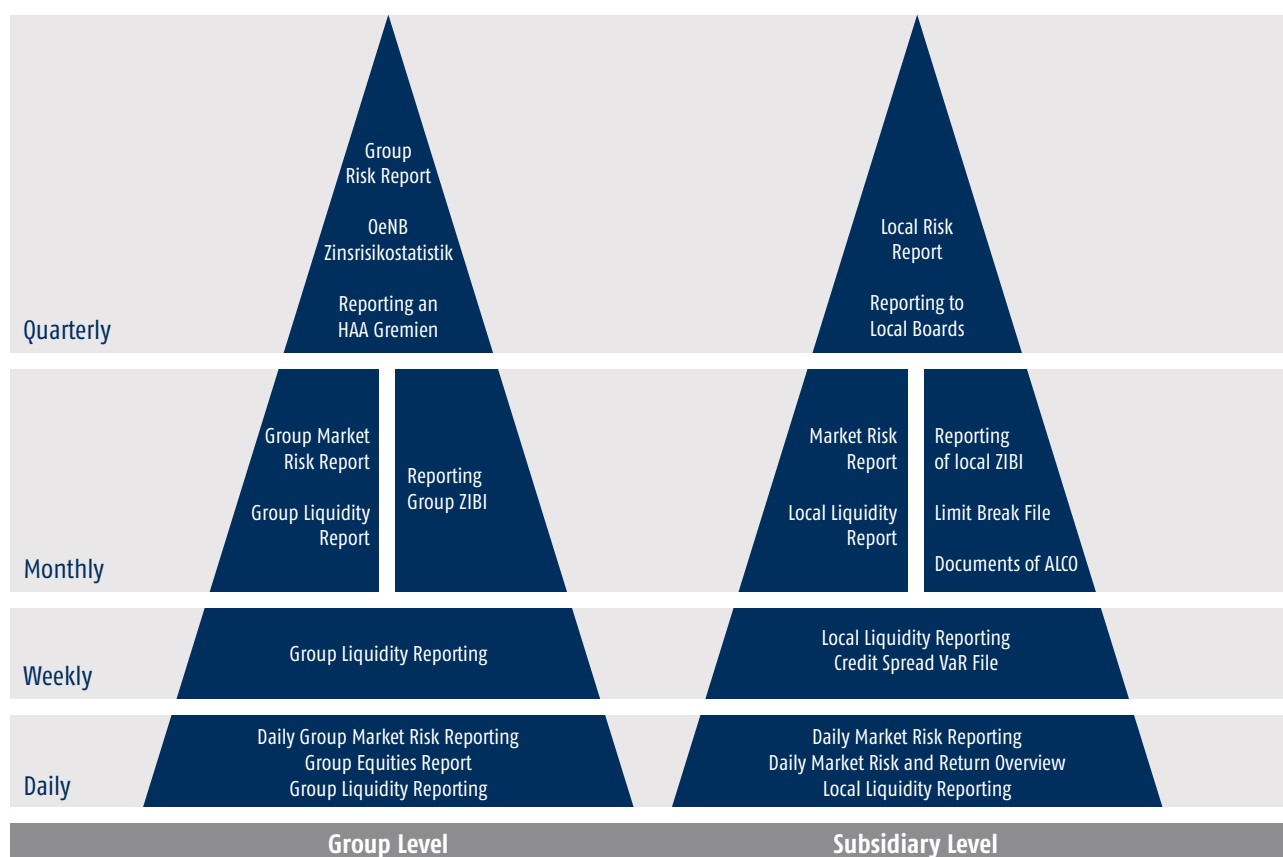 Group
Risk Report
OeNB
Zinsrisikostatistik
Reporting an
HAA Gremien
Local Risk
Report
Reporting to
Local Boards
Quarterly
Group Market
Risk Report
Group Liquidity
Report
Reporting
Group ZIBI
Market Risk
Report
Local Liquidity
Report
Reporting
of local ZIBI
Limit Break File
Documents of ALCO
Monthly
Group Liquidity Reporting
Local Liquidity Reporting
Credit Spread VaR File
Weekly
Daily Group Market Risk Reporting
Group Equities Report
Group Liquidity Reporting
Daily Market Risk Reporting
Daily Market Risk and Return Overview
Local Liquidity Reporting
Daily
Group Level
Subsidiary Level